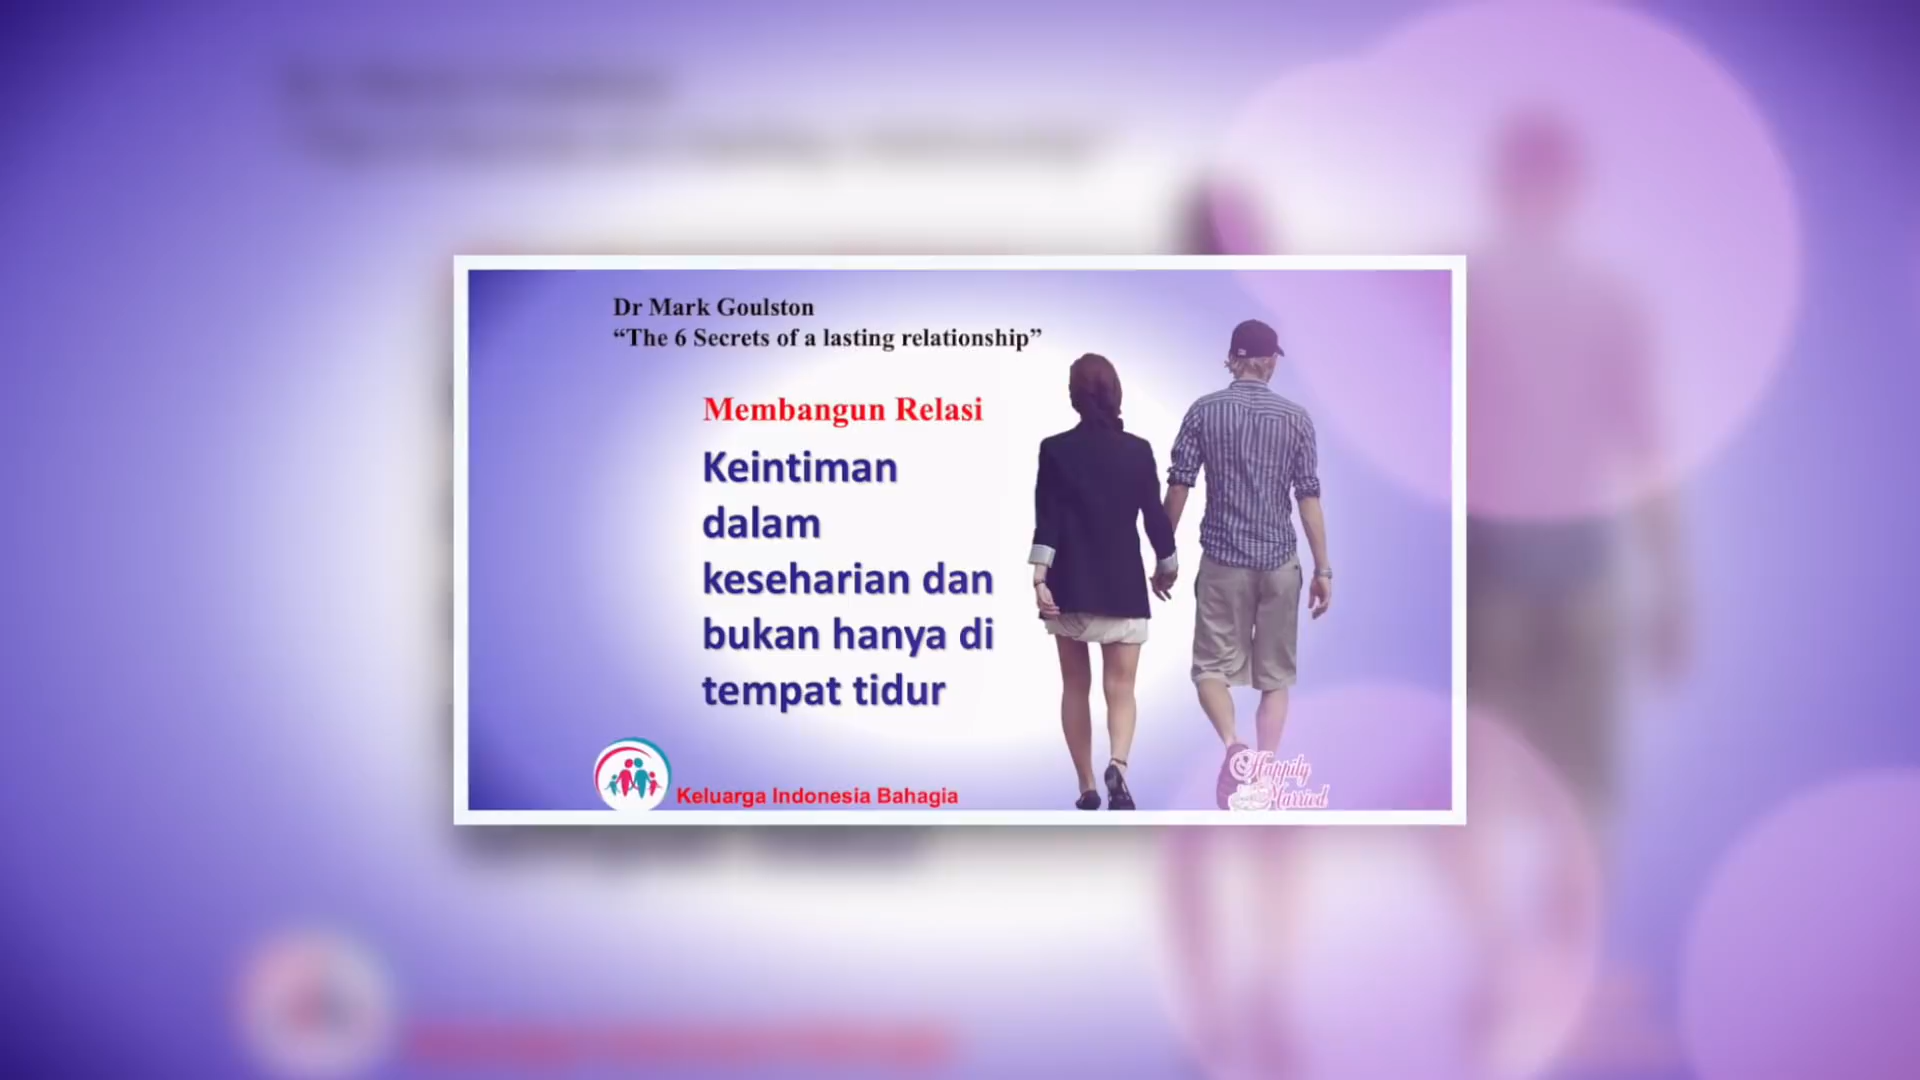 Dr Mark Goulston
“The 6 Secrets of a lasting relationship”
Membangun Relasi
Keintiman
dalam
keseharian dan
bukan hanya di
tempat tidur
Keluarga Indonesia Bahagia
Happily
Married